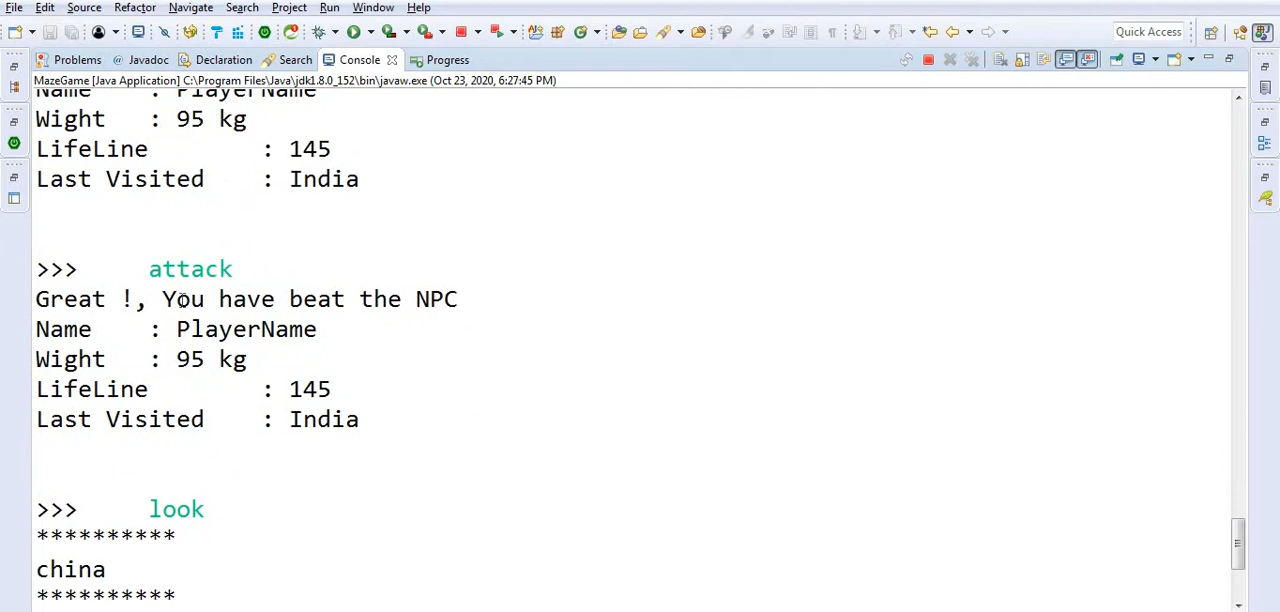 File Edit Source Refactor Navigate Search Project Run Window Help
Quick Access
Problems @ Javadoc Declaration Search Console Progress
MazeGame [Java Application] C:\Program Files\Java\jdk1.8.0_152\bin\javaw.exe (Oct 23, 2020, 6:27:45 PM)
Name : PlayerName
Wight : 95 kg
LifeLine : 145
Last Visited : India
>>> attack
Great !, You have beat the NPC
Name : PlayerName
Wight : 95 kg
LifeLine : 145
Last Visited : India
>>> look
**********
china
**********